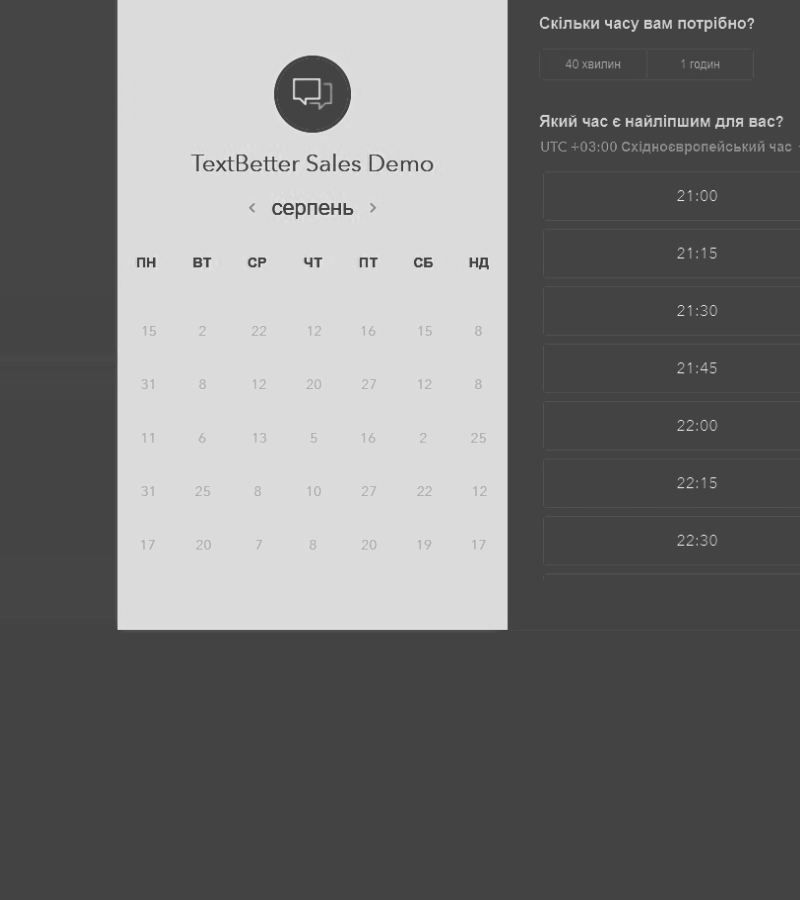 TextBetter Sales Demo
серпень
ПН ВТ СР ЧТ ПТ СБ НД
15 2 22 12 16 15 8
31 8 12 20 27 12 8
11 6 13 5 16 2 25
31 25 8 10 27 22 12
17 20 7 8 20 19 17
Скільки часу вам потрібно?
40 хвилин 1 годин
Який час є найліпшим для вас?
UTC +03:00 Східноєвропейський час
21:00
21:15
21:30
21:45
22:00
22:15
22:30